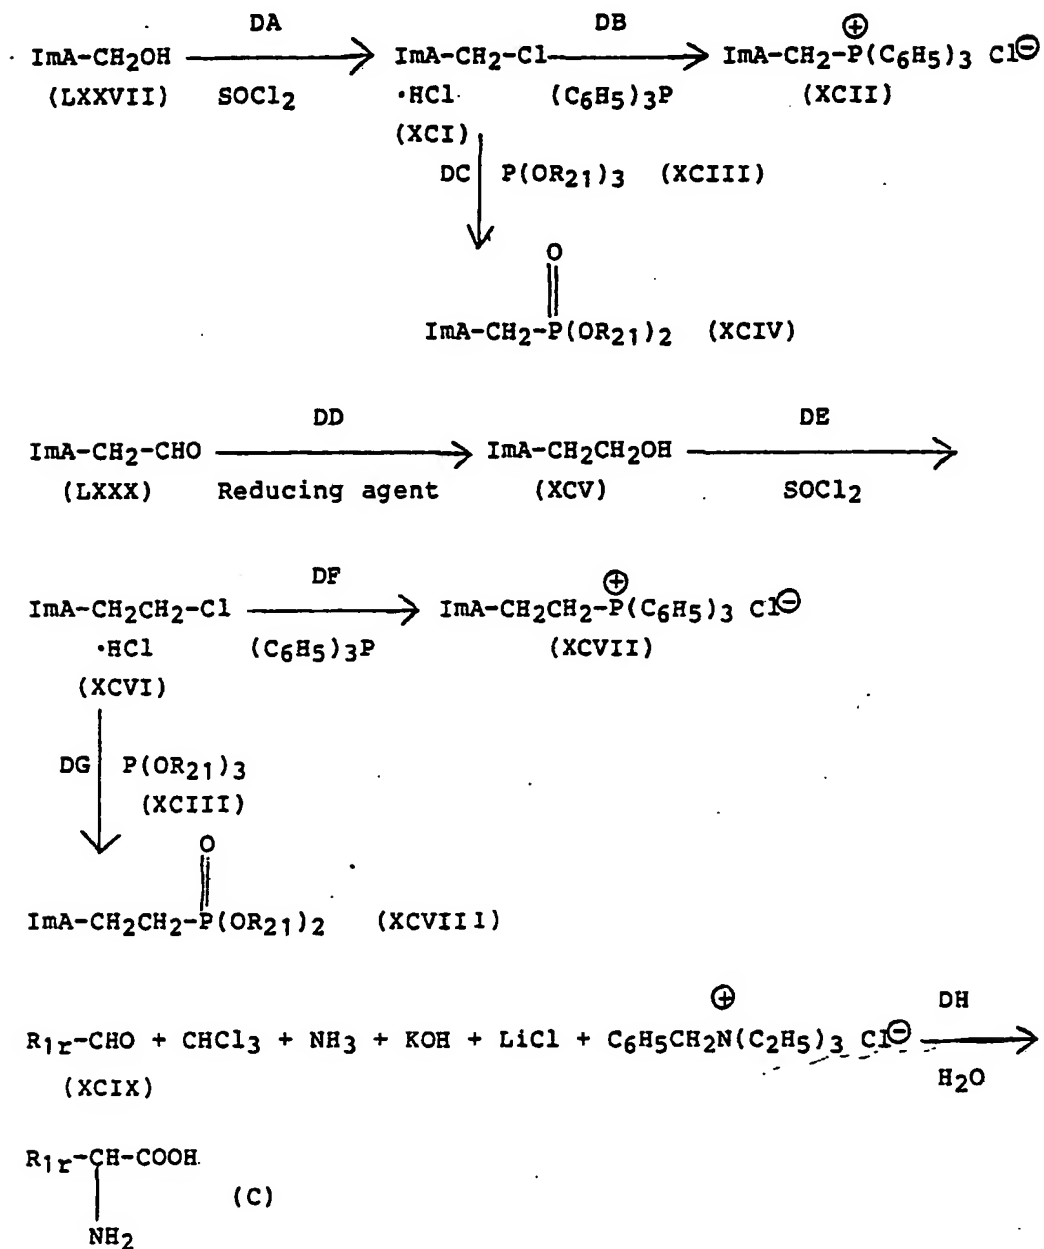 DA DB
ImA-CH2OH ImA-CH2-Cl ImA-CH2-P(C6H5)3 Cl⊖
⊕
(LXXVII) SOCl2 ·HCl (C6H5)3P (XCII)
(XCI)
DC P(OR21)3 (XCIII)
O
ImA-CH2-P(OR21)2 (XCIV)
DD DE
ImA-CH2-CHO ImA-CH2CH2OH
(LXXX) Reducing agent (XCV) SOCl2
DF ⊕
ImA-CH2CH2-Cl ImA-CH2CH2-P(C6H5)3 Cl⊖
·HCl (C6H5)3P (XCVII)
(XCVI)
DG P(OR21)3
(XCIII)
O
ImA-CH2CH2-P(OR21)2 (XCVIII)
⊕ DH
R1r-CHO + CHCl3 + NH3 + KOH + LiCl + C6H5CH2N(C2H5)3 Cl⊖
(XCIX) H2O
R1r-CH-COOH
(C)
NH2